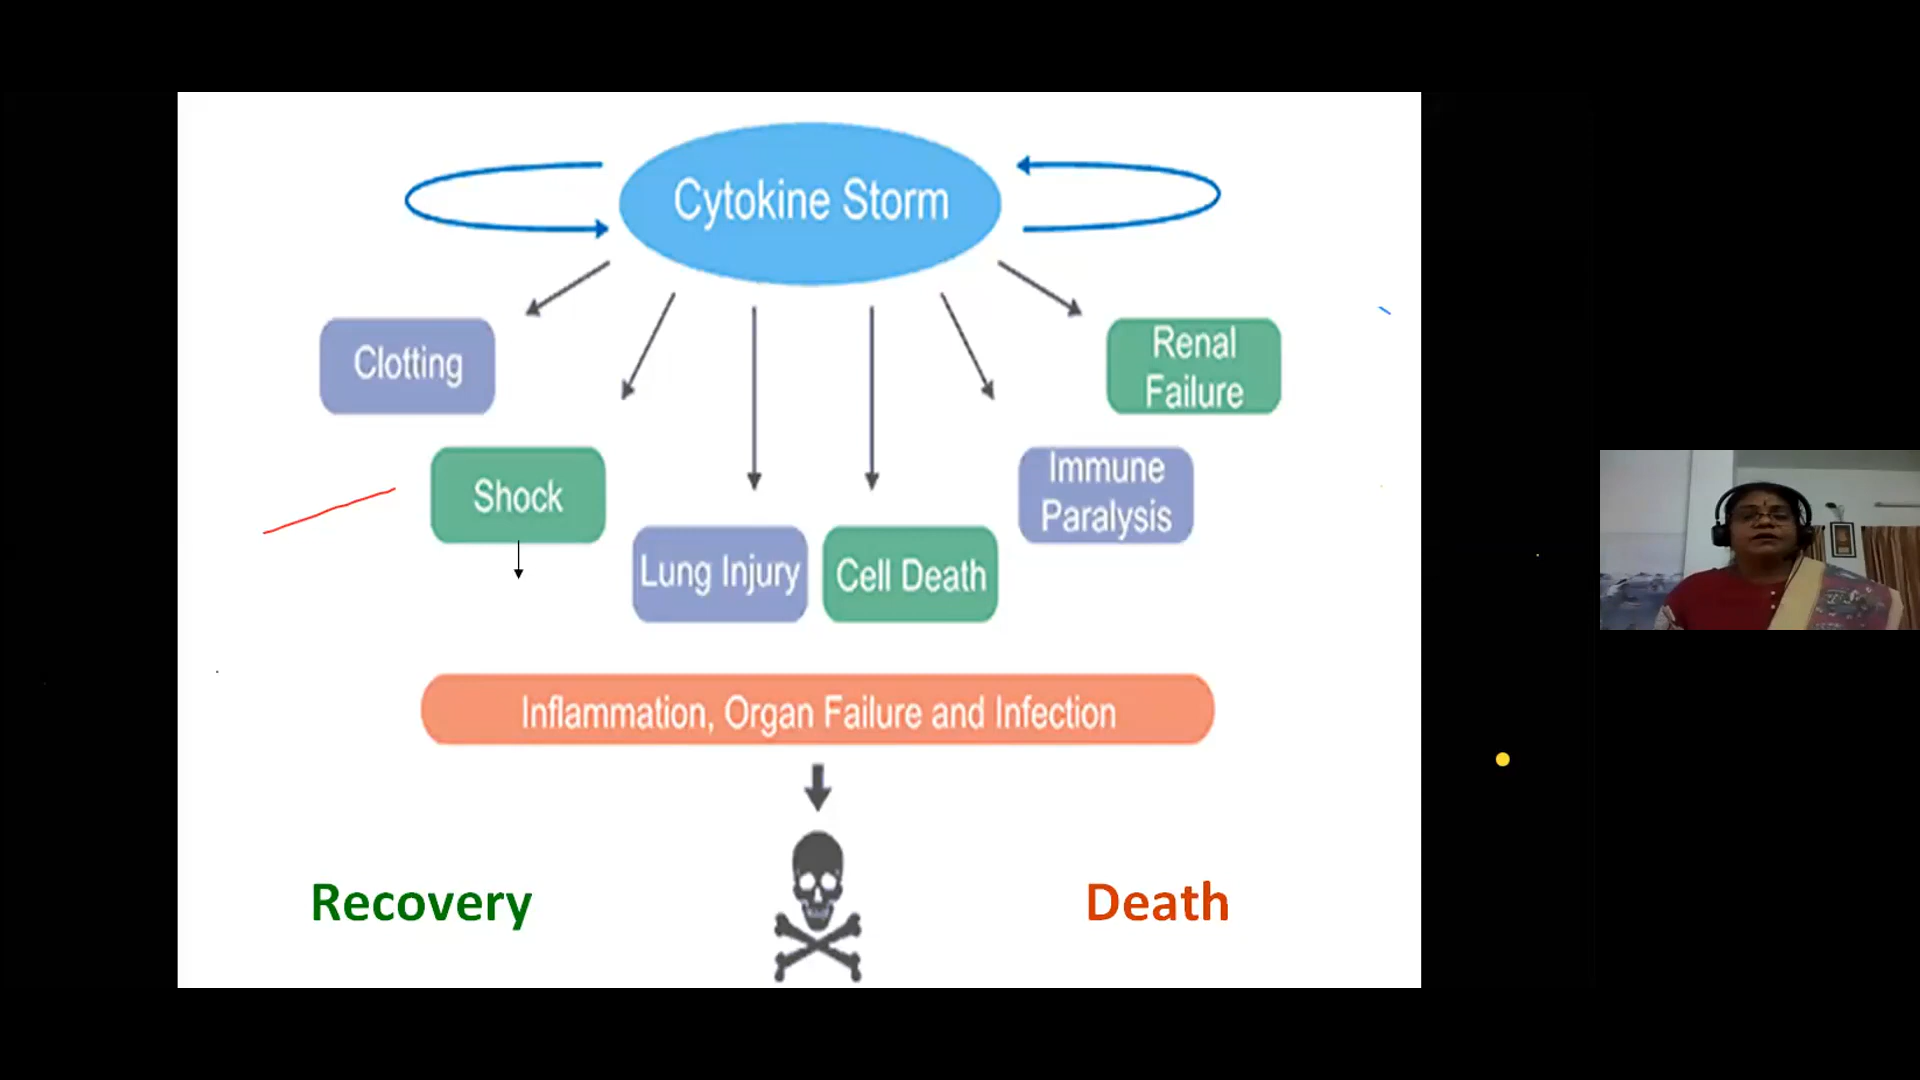 Cytokine Storm
Clotting
Renal
Failure
Shock
Immune
Paralysis
Lung Injury
Cell Death
Inflammation, Organ Failure and Infection
Recovery
Death